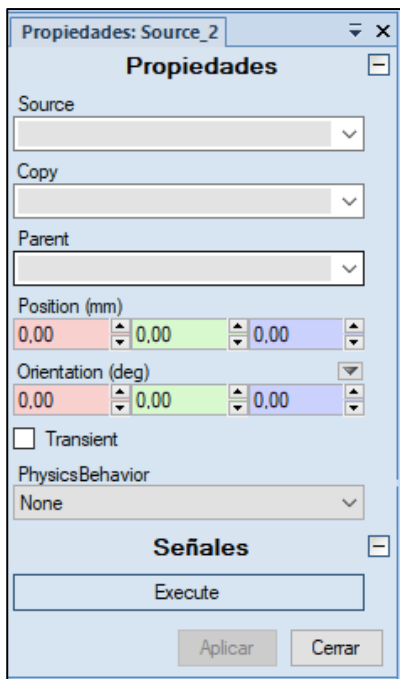 Propiedades: Source_2
Propiedades
Source
Copy
Parent
Position (mm)
0,00 0,00 0,00
Orientation (deg)
0,00 0,00 0,00
Transient
PhysicsBehavior
None
Señales
Execute
Aplicar Cerrar